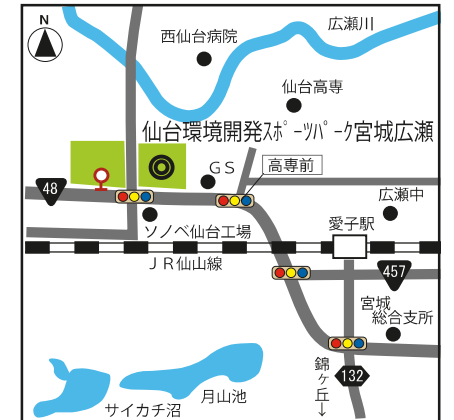 N
広瀬川
西仙台病院
仙台高専
仙台環境開発ｽﾎﾟｰﾂﾊﾟｰｸ宮城広瀬
GS
高専前
48
広瀬中
ソノベ仙台工場
愛子駅
JR仙山線
457
宮城
総合支所
錦ヶ丘→
132
月山池
サイカチ沼